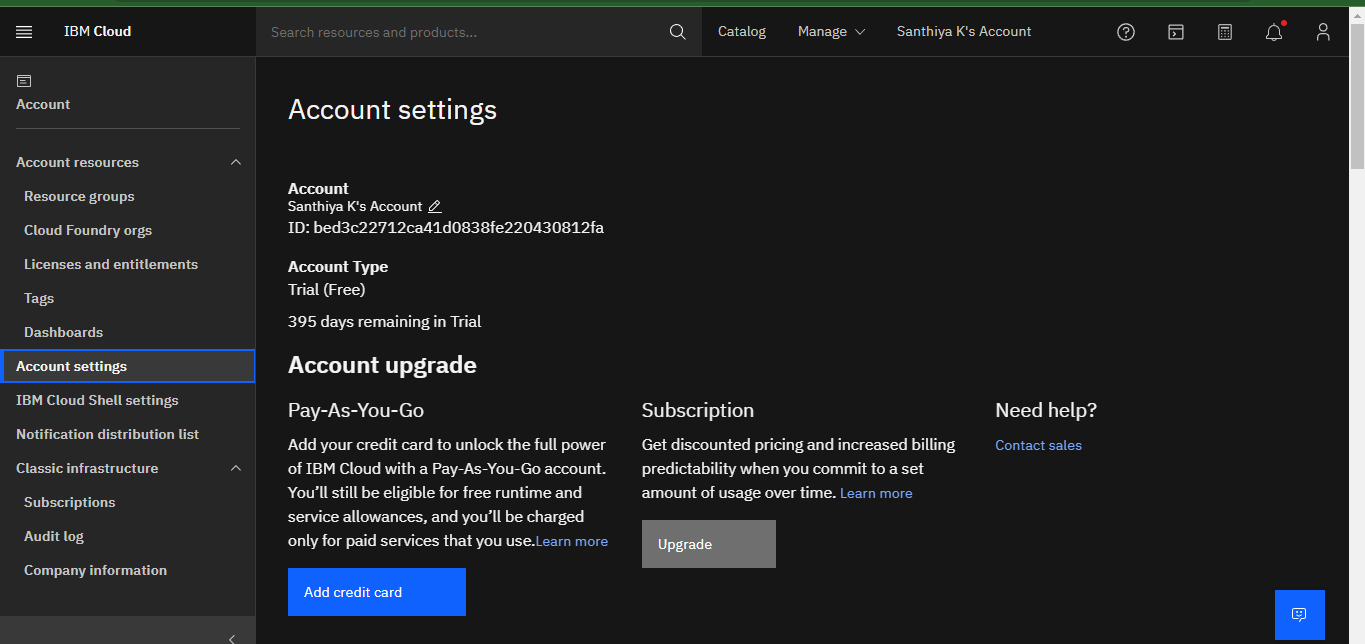 IBM Cloud
Search resources and products...
Catalog
Manage
Santhiya K's Account
Account
Account resources
Resource groups
Cloud Foundry orgs
Licenses and entitlements
Tags
Dashboards
Account settings
IBM Cloud Shell settings
Notification distribution list
Classic infrastructure
Subscriptions
Audit log
Company information
Account settings
Account
Santhiya K's Account
ID: bed3c22712ca41d0838fe220430812fa
Account Type
Trial (Free)
395 days remaining in Trial
Account upgrade
Pay-As-You-Go
Add your credit card to unlock the full power
of IBM Cloud with a Pay-As-You-Go account.
You’ll still be eligible for free runtime and
service allowances, and you’ll be charged
only for paid services that you use.Learn more
Add credit card
Subscription
Get discounted pricing and increased billing
predictability when you commit to a set
amount of usage over time. Learn more
Upgrade
Need help?
Contact sales